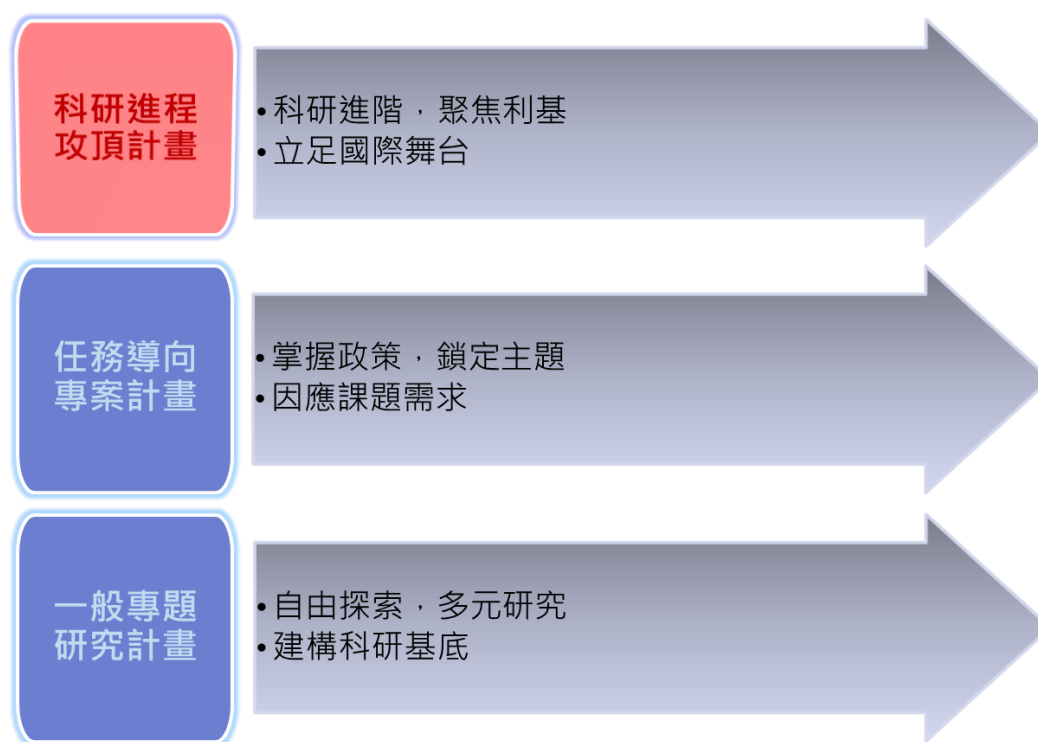 科研進程
攻頂計畫
•科研進階，聚焦利基
•立足國際舞台
任務導向
專案計畫
•掌握政策，鎖定主題
•因應課題需求
一般專題
研究計畫
•自由探索，多元研究
•建構科研基底